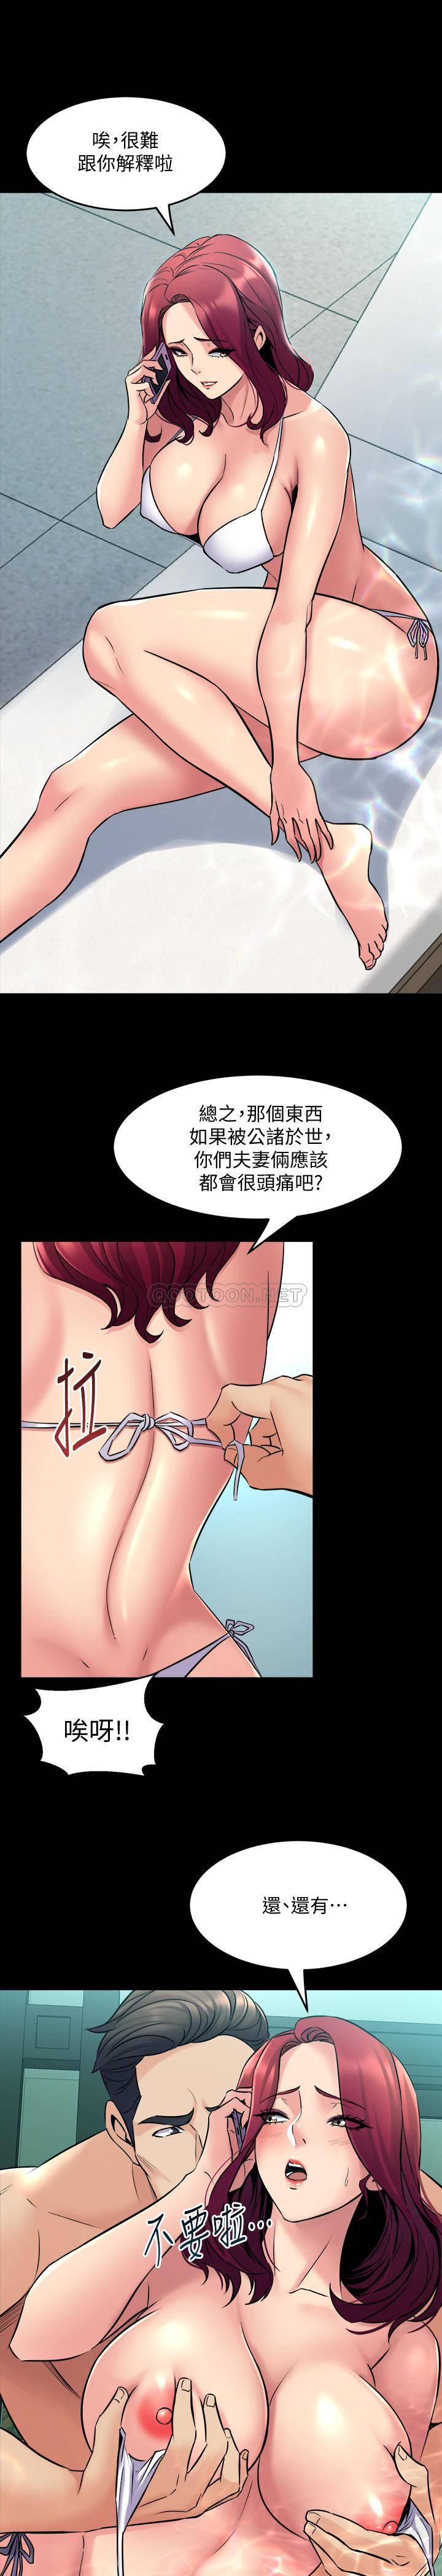 唉，很難
跟你解釋啦
總之，那個東西
如果被公諸於世，
你們夫妻倆應該
都會很頭痛吧?
QOOTOON.NET
拉
唉呀!!
還、還有…
不要啦…